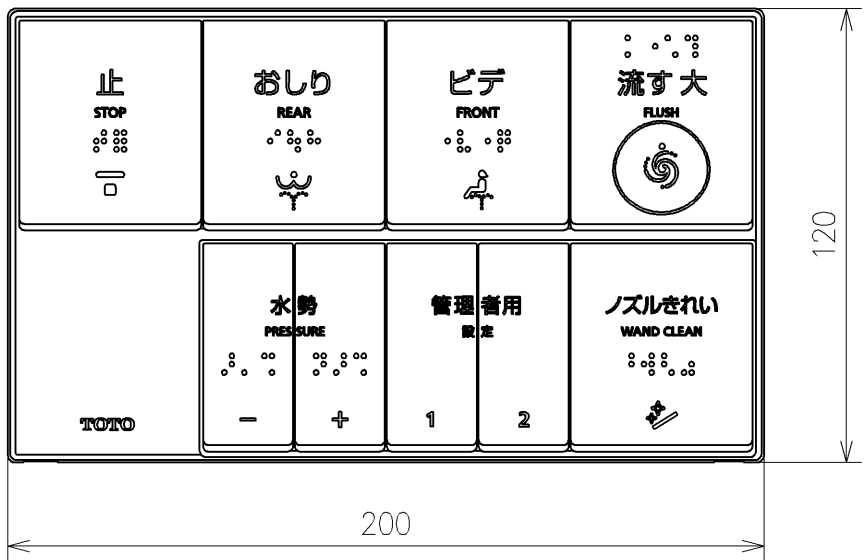 止
STOP
おしり
REAR
ビデ
FRONT
流す 大
FLUSH
水勢
PRESSURE
− +
管理者用
設定
1 2
ノズルきれい
WAND CLEAN
TOTO
120
200